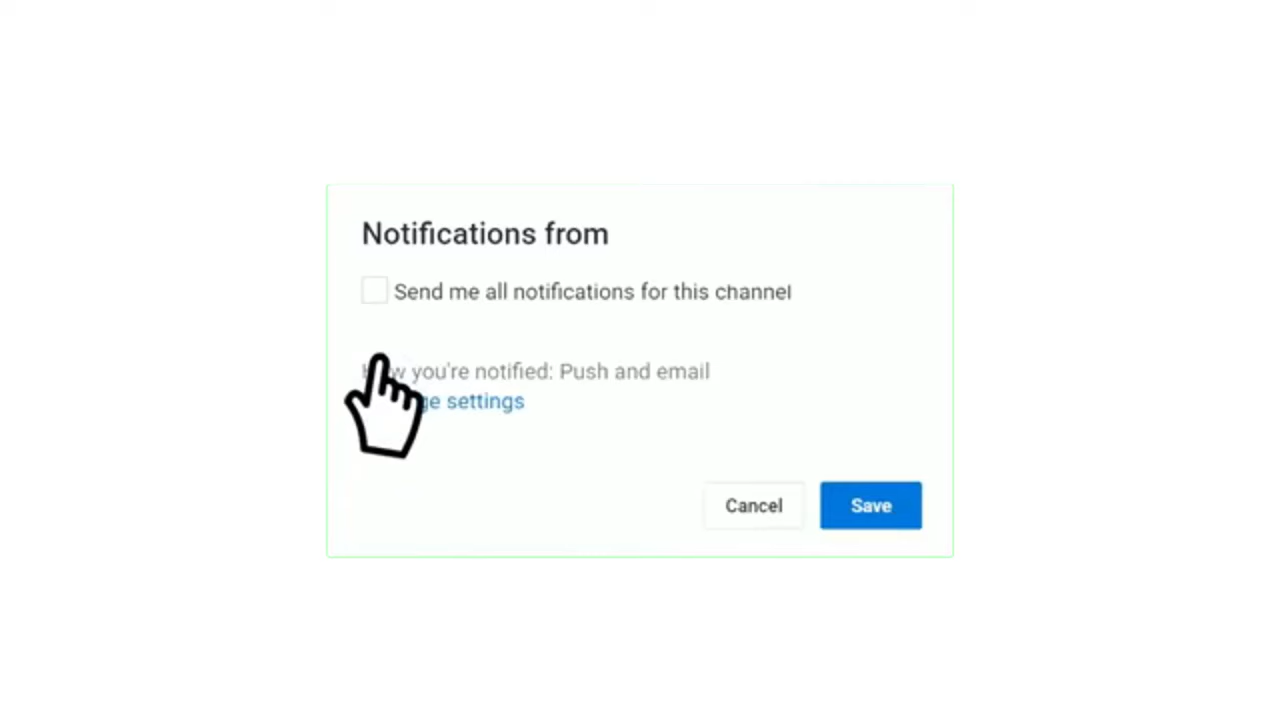 Notifications from
Send me all notifications for this channel
you're notified: Push and email
settings
Cancel
Save